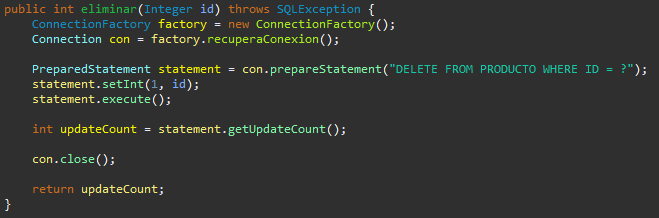 public int eliminar(Integer id) throws SQLException {
    ConnectionFactory factory = new ConnectionFactory();
    Connection con = factory.recuperaConexion();

    PreparedStatement statement = con.prepareStatement("DELETE FROM PRODUCTO WHERE ID = ?");
    statement.setInt(1, id);
    statement.execute();

    int updateCount = statement.getUpdateCount();

    con.close();

    return updateCount;
}